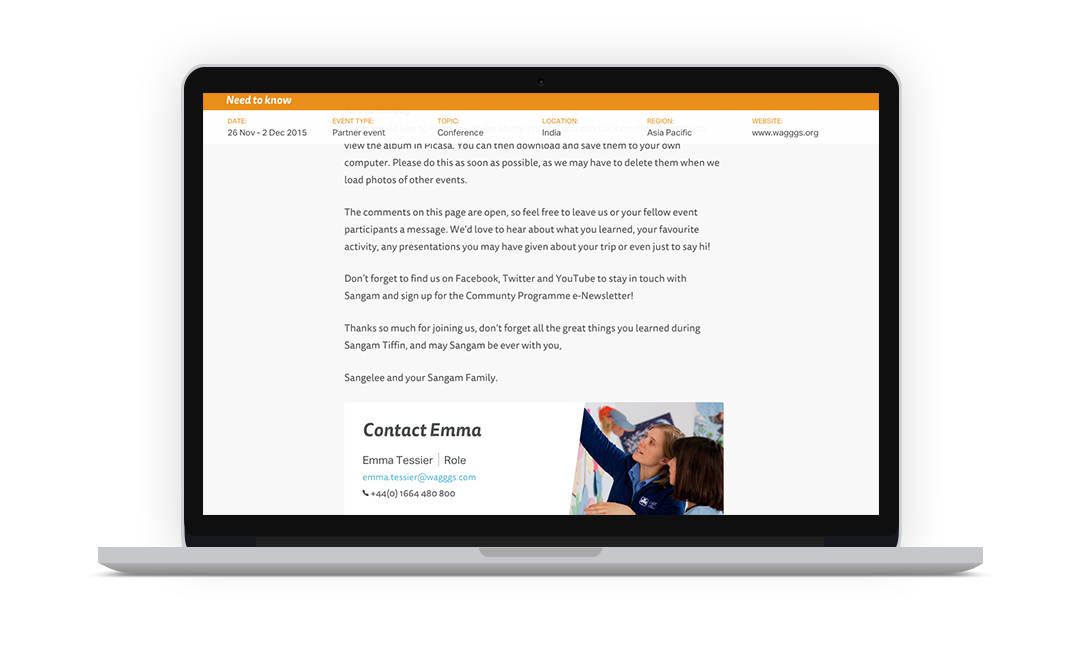 Need to know
DATE:
26 Nov - 2 Dec 2015
EVENT TYPE:
Partner event
TOPIC:
Conference
LOCATION:
India
REGION:
Asia Pacific
WEBSITE:
www.wagggs.org
view the album in Picasa. You can then download and save them to your own
computer. Please do this as soon as possible, as we may have to delete them when we
load photos of other events.
The comments on this page are open, so feel free to leave us or your fellow event
participants a message. We'd love to hear about what you learned, your favourite
activity, any presentations you may have given about your trip or even just to say hi!
Don't forget to find us on Facebook, Twitter and YouTube to stay in touch with
Sangam and sign up for the Communty Programme e-Newsletter!
Thanks so much for joining us, don't forget all the great things you learned during
Sangam Tiffin, and may Sangam be ever with you,
Sangelee and your Sangam Family.
Contact Emma
Emma Tessier | Role
emma.tessier@wagggs.com
+44(0) 1664 480 800